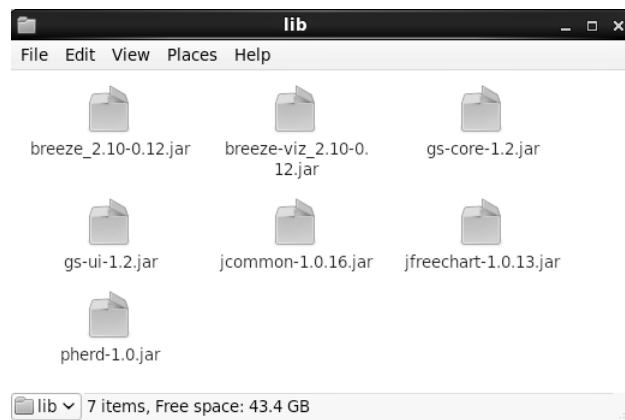 lib
File Edit View Places Help
breeze_2.10-0.12.jar
breeze-viz_2.10-0.
12.jar
gs-core-1.2.jar
gs-ui-1.2.jar
jcommon-1.0.16.jar
jfreechart-1.0.13.jar
pherd-1.0.jar
lib 7 items, Free space: 43.4 GB